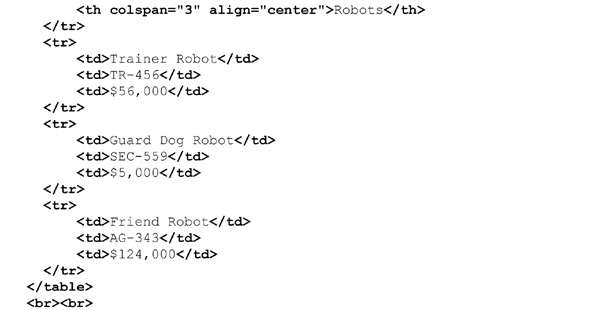 <th colspan="3" align="center">Robots</th>
</tr>
<tr>
<td>Trainer Robot</td>
<td>TR-456</td>
<td>$56,000</td>
</tr>
<tr>
<td>Guard Dog Robot</td>
<td>SEC-559</td>
<td>$5,000</td>
</tr>
<tr>
<td>Friend Robot</td>
<td>AG-343</td>
<td>$124,000</td>
</tr>
</table>
<br><br>